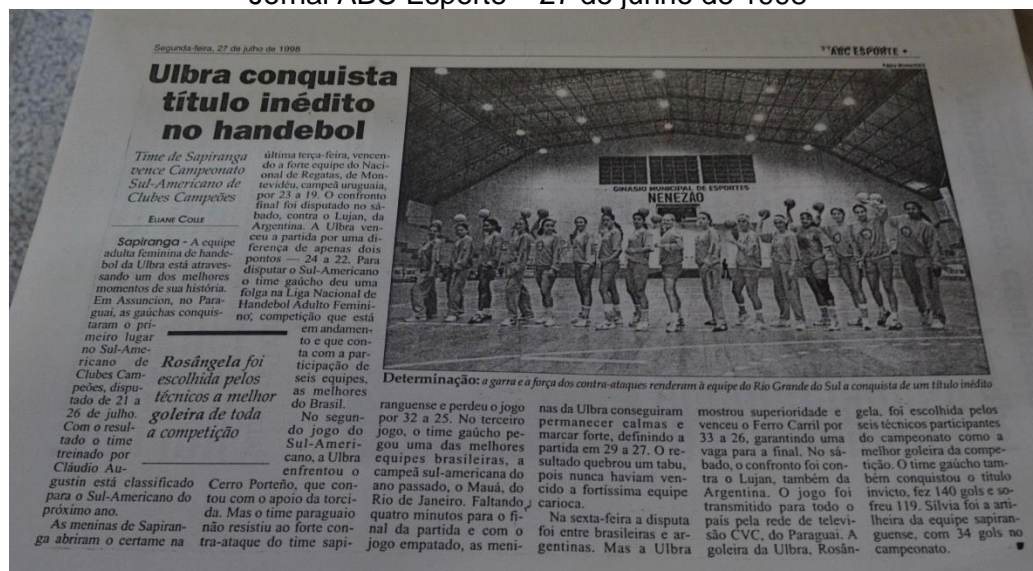 Jornal ABC Esporte – 27 de junho de 1998
Segunda-feira, 27 de julho de 1998
ABC ESPORTE •
Ulbra conquista
título inédito
no handebol
Time de Sapiranga
vence Campeonato
Sul-Americano de
Clubes Campeões
ELIANE COLLE
Sapiranga - A equipe
adulta feminina de hande-
bol da Ulbra está atraves-
sando um dos melhores
momentos de sua história.
Em Assuncion, no Para-
guai, as gaúchas conquis-
taram o pri-
meiro lugar
no Sul-Ame-
ricano de
Clubes Cam-
peões, dispu-
tado de 21 a
26 de julho.
Com o resul-
tado o time
treinado por
Cláudio Au-
gustin está classificado
para o Sul-Americano do
próximo ano.
As meninas de Sapiran-
ga abriram o certame na
última terça-feira, vencen-
do a forte equipe do Naci-
onal de Regatas, de Mon-
tevidéu, campeã uruguaia,
por 23 a 19. O confronto
final foi disputado no sá-
bado, contra o Lujan, da
Argentina. A Ulbra ven-
ceu a partida por uma di-
ferença de apenas dois
pontos — 24 a 22. Para
disputar o Sul-Americano
o time gaúcho deu uma
folga na Liga Nacional de
Handebol Adulto Femini-
no, competição que está
em andamen-
to e que con-
ta com a par-
ticipação de
seis equipes,
as melhores
do Brasil.
No segun-
do jogo do
Sul-Ameri-
cano, a Ulbra
enfrentou o
Rosângela foi
escolhida pelos
técnicos a melhor
goleira de toda
a competição
Cerro Porteño, que con-
tou com o apoio da torci-
da. Mas o time paraguaio
não resistiu ao forte con-
tra-ataque do time sapi-
GINÁSIO MUNICIPAL DE ESPORTES
NENEZÃO
Determinação: a garra e a força dos contra-ataques renderam à equipe do Rio Grande do Sul a conquista de um título inédito
ranguense e perdeu o jogo
por 32 a 25. No terceiro
jogo, o time gaúcho pe-
gou uma das melhores
equipes brasileiras, a
campeã sul-americana do
ano passado, o Mauá, do
Rio de Janeiro. Faltando,
quatro minutos para o fi-
nal da partida e com o
jogo empatado, as meni-
nas da Ulbra conseguiram
permanecer calmas e
marcar forte, definindo a
partida em 29 a 27. O re-
sultado quebrou um tabu,
pois nunca haviam ven-
cido a fortíssima equipe
carioca.
Na sexta-feira a disputa
foi entre brasileiras e ar-
gentinas. Mas a Ulbra
mostrou superioridade e
venceu o Ferro Carril por
33 a 26, garantindo uma
vaga para a final. No sá-
bado, o confronto foi con-
tra o Lujan, também da
Argentina. O jogo foi
transmitido para todo o
país pela rede de televi-
são CVC, do Paraguai. A
goleira da Ulbra, Rosân-
gela, foi escolhida pelos
seis técnicos participantes
do campeonato como a
melhor goleira da compe-
tição. O time gaúcho tam-
bém conquistou o título
invicto, fez 140 gols e so-
freu 119. Sílvia foi a arti-
lheira da equipe sapiran-
guense, com 34 gols no
campeonato.